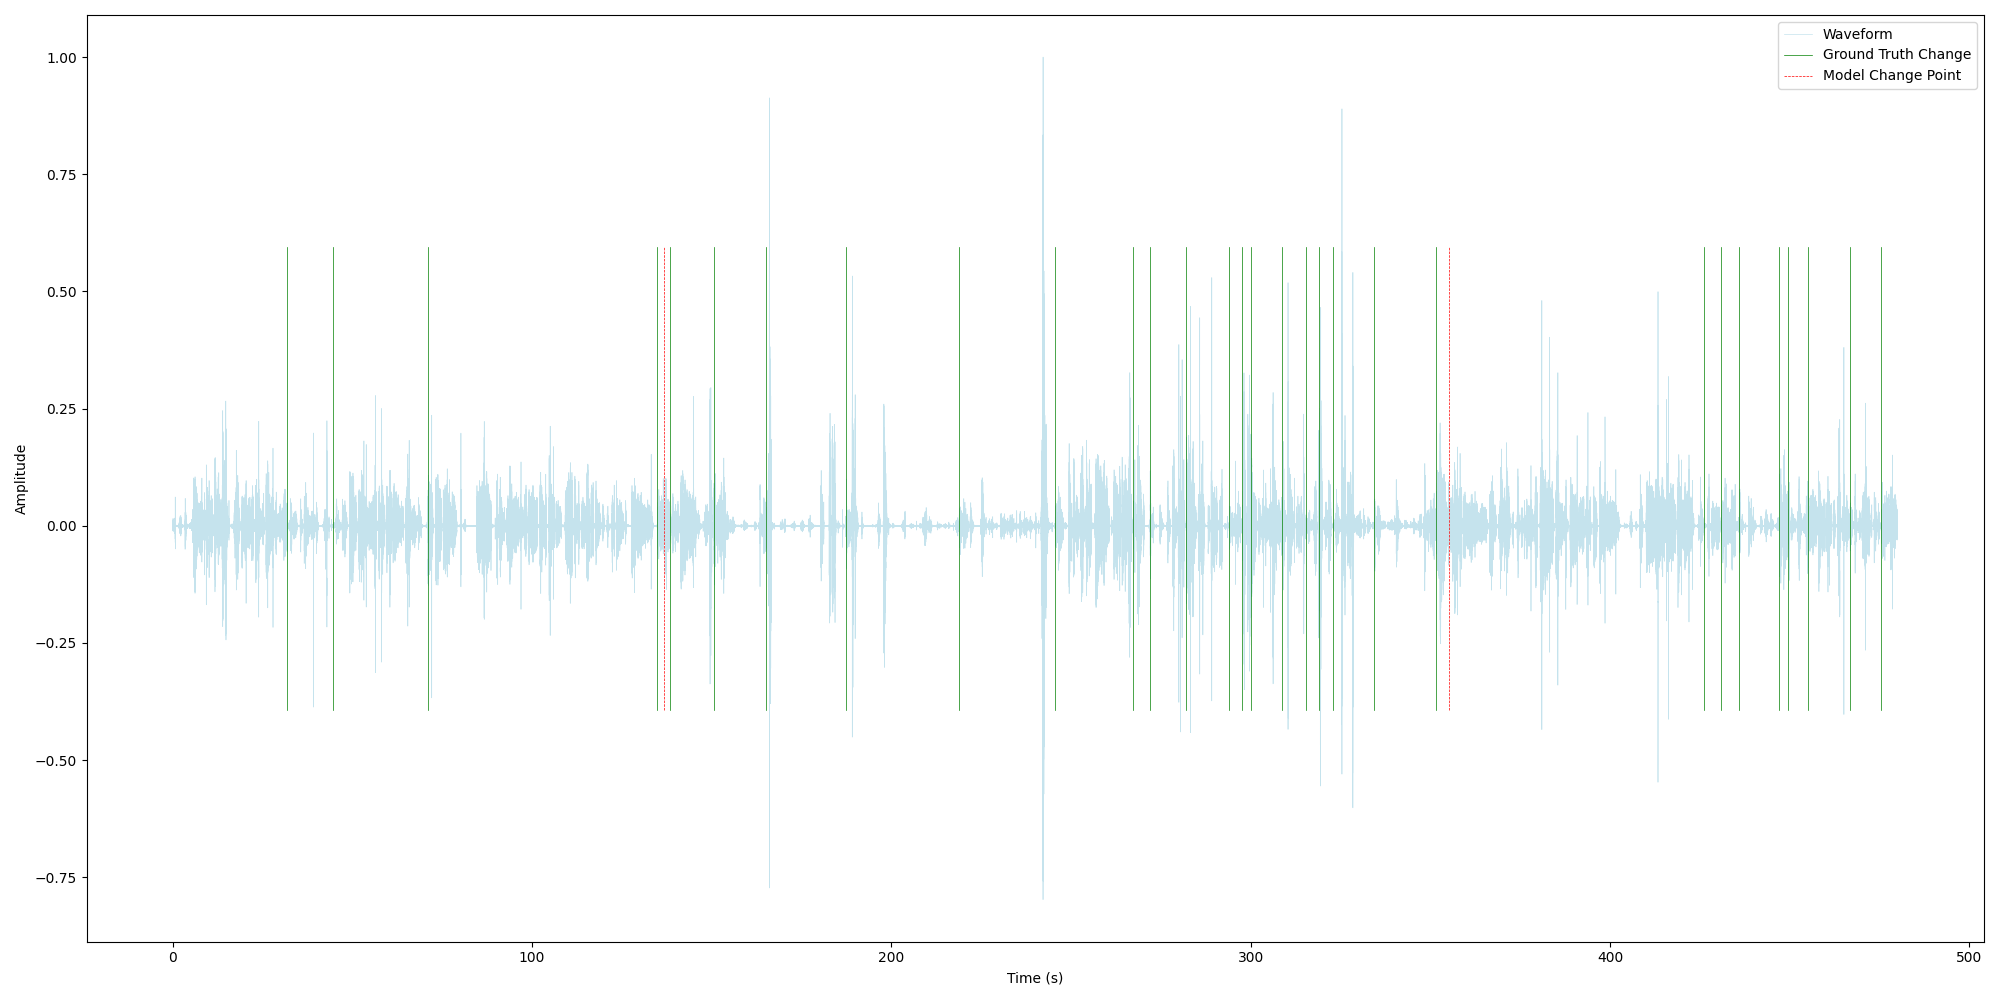 Waveform
Ground Truth Change
Model Change Point
1.00
0.75
0.50
0.25
0.00
−0.25
−0.50
−0.75
Amplitude
0
100
200
300
400
500
Time (s)